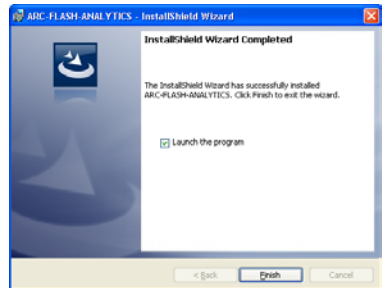 ARC-FLASH-ANALYTICS - InstallShield Wizard
InstallShield Wizard Completed
The InstallShield Wizard has successfully installed
ARC-FLASH-ANALYTICS. Click Finish to exit the wizard.
Launch the program
< Back
Finish
Cancel